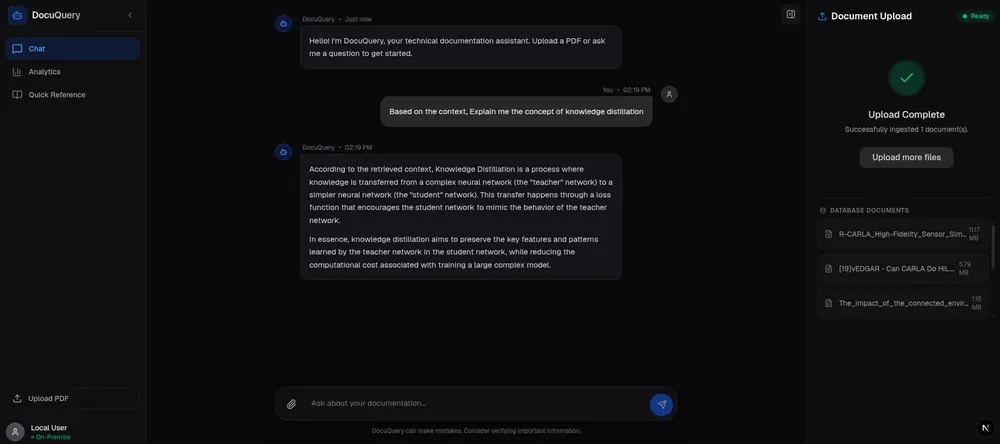 DocuQuery
Chat
Analytics
Quick Reference
Upload PDF
Local User
On-Premise
DocuQuery • Just now
Hello! I'm DocuQuery, your technical documentation assistant. Upload a PDF or ask
me a question to get started.
You • 02:19 PM
Based on the context, Explain me the concept of knowledge distillation
DocuQuery • 02:19 PM
According to the retrieved context, Knowledge Distillation is a process where
knowledge is transferred from a complex neural network (the "teacher" network) to a
simpler neural network (the "student" network). This transfer happens through a loss
function that encourages the student network to mimic the behavior of the teacher
network.
In essence, knowledge distillation aims to preserve the key features and patterns
learned by the teacher network in the student network, while reducing the
computational cost associated with training a large complex model.
Ask about your documentation...
DocuQuery can make mistakes. Consider verifying important information.
Document Upload
Ready
Upload Complete
Successfully ingested 1 document(s).
Upload more files
DATABASE DOCUMENTS
R-CARLA_High-Fidelity_Sensor_Sim... 11.17
MB
[19]vEDGAR - Can CARLA Do HiL... 5.79
MB
The_impact_of_the_connected_envir... 1.15
MB
N